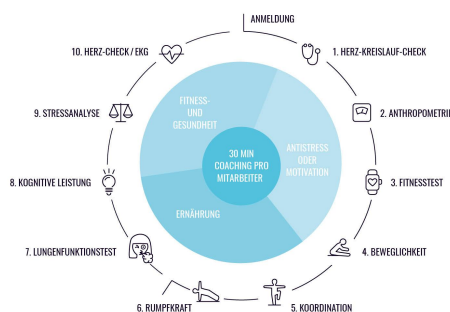 ANMELDUNG
1. HERZ-KREISLAUF-CHECK
2. ANTHROPOMETRIE
3. FITNESSTEST
4. BEWEGLICHKEIT
5. KOORDINATION
6. RUMPFKRAFT
7. LUNGENFUNKTIONSTEST
8. KOGNITIVE LEISTUNG
9. STRESSANALYSE
10. HERZ-CHECK / EKG
FITNESS-
UND
GESUNDHEIT
ANTISTRESS
ODER
MOTIVATION
ERNÄHRUNG
30 MIN
COACHING PRO
MITARBEITER